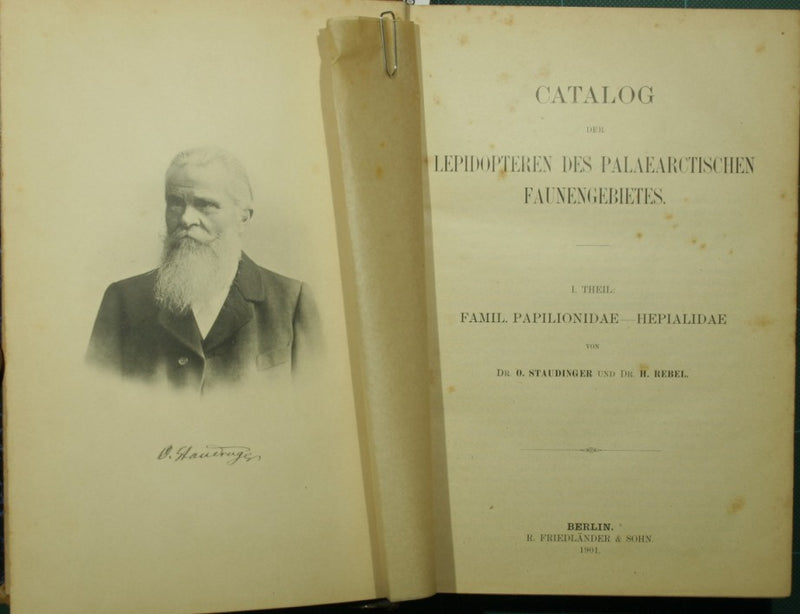 O. Staudinger
CATALOG
DER
LEPIDOPTEREN DES PALAEARCTISCHEN
FAUNENGEBIETES.
I. THEIL:
FAMIL. PAPILIONIDAE—HEPIALIDAE
VON
DR. O. STAUDINGER UND DR. H. REBEL.
BERLIN.
R. FRIEDLÄNDER & SOHN.
1901.